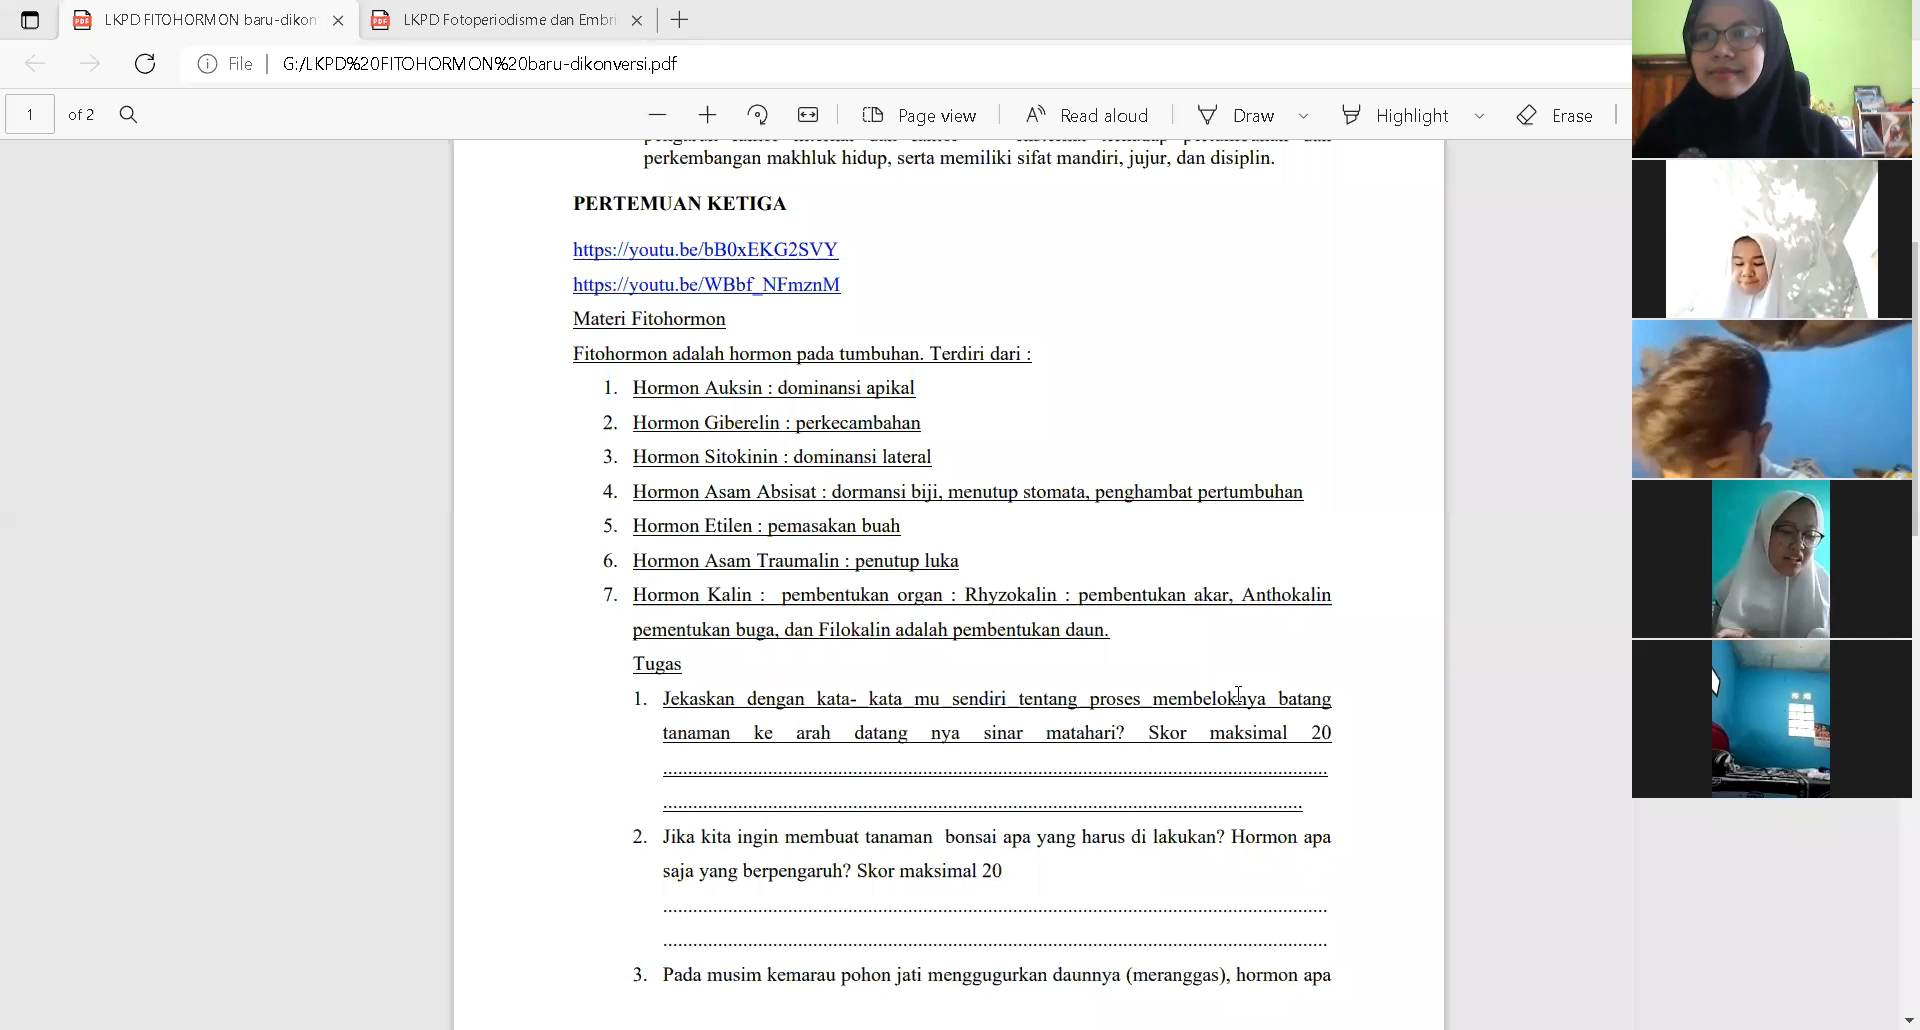 LKPD FITOHORMON baru-dikon
LKPD Fotoperiodisme dan Embri
File
G:/LKPD%20FITOHORMON%20baru-dikonversi.pdf
1 of 2
Page view
Read aloud
Draw
Highlight
Erase
perkembangan makhluk hidup, serta memiliki sifat mandiri, jujur, dan disiplin.
PERTEMUAN KETIGA
https://youtu.be/bB0xEKG2SVY
https://youtu.be/WBbf_NFmznM
Materi Fitohormon
Fitohormon adalah hormon pada tumbuhan. Terdiri dari :
1. Hormon Auksin : dominansi apikal
2. Hormon Giberelin : perkecambahan
3. Hormon Sitokinin : dominansi lateral
4. Hormon Asam Absisat : dormansi biji, menutup stomata, penghambat pertumbuhan
5. Hormon Etilen : pemasakan buah
6. Hormon Asam Traumalin : penutup luka
7. Hormon Kalin : pembentukan organ : Rhyzokalin : pembentukan akar, Anthokalin
pementukan buga, dan Filokalin adalah pembentukan daun.
Tugas
1. Jekaskan dengan kata- kata mu sendiri tentang proses membeloknya batang
tanaman ke arah datang nya sinar matahari? Skor maksimal 20
2. Jika kita ingin membuat tanaman bonsai apa yang harus di lakukan? Hormon apa
saja yang berpengaruh? Skor maksimal 20
3. Pada musim kemarau pohon jati menggugurkan daunnya (meranggas), hormon apa